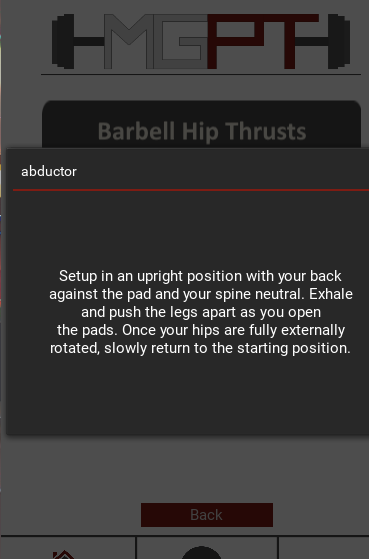 HMGPTH
Barbell Hip Thrusts
abductor
Setup in an upright position with your back
against the pad and your spine neutral. Exhale
and push the legs apart as you open
the pads. Once your hips are fully externally
rotated, slowly return to the starting position.
Back